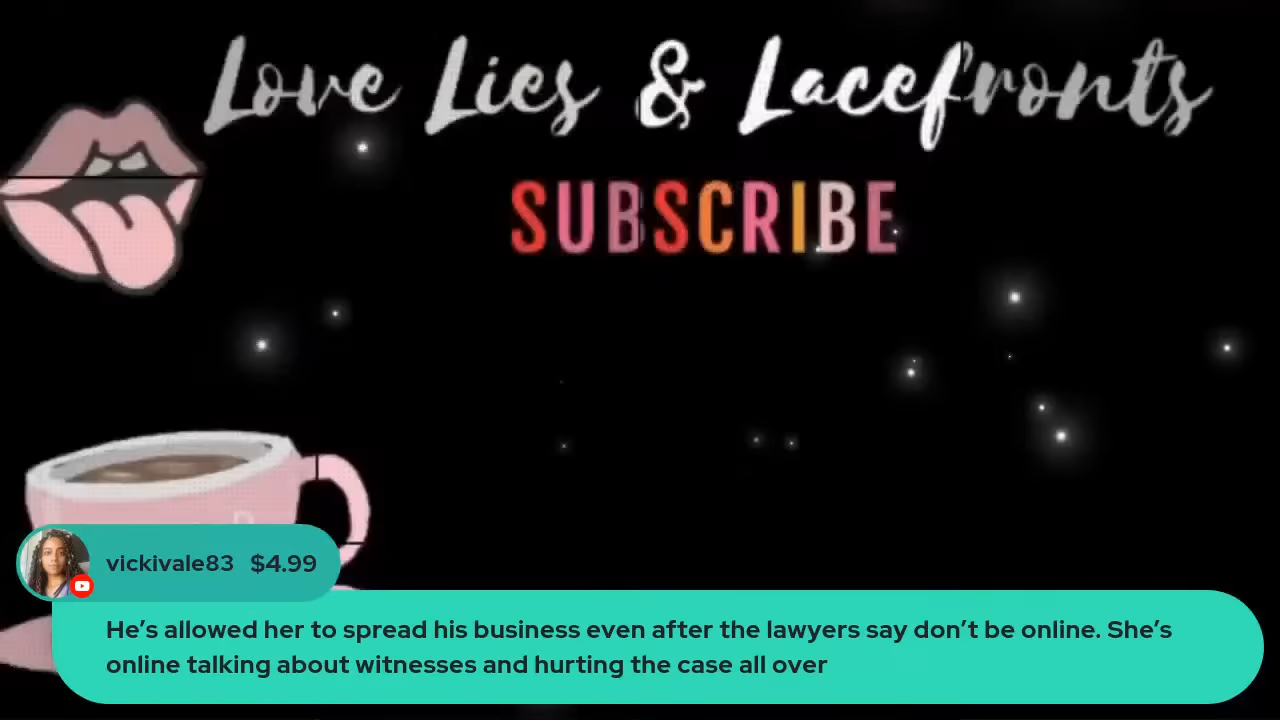 Love Lies & Lacefronts
SUBSCRIBE
vickivale83 $4.99
He’s allowed her to spread his business even after the lawyers say don’t be online. She’s
online talking about witnesses and hurting the case all over